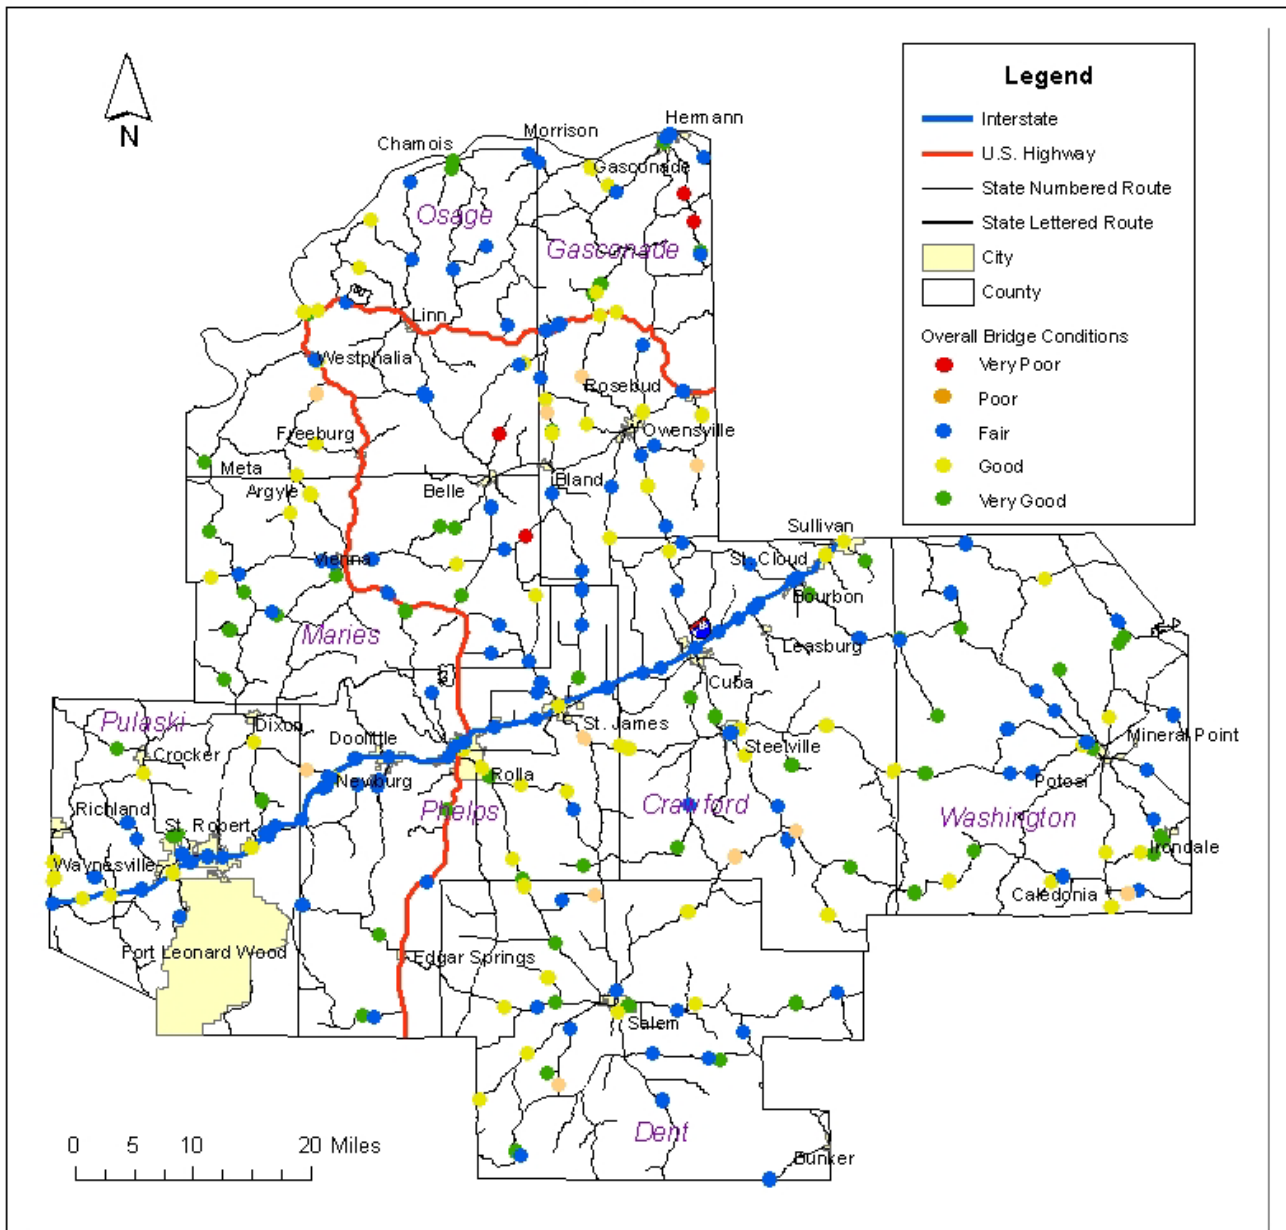 Legend
Interstate
U.S. Highway
State Numbered Route
State Lettered Route
City
County
Overall Bridge Conditions
Very Poor
Poor
Fair
Good
Very Good
N
Hermann
Morrison
Chamois
Gasconade
Osage
Gasconade
Linn
Westphalia
Rosebud
Freeburg
Owensville
Meta
Argyle
Belle
Bland
Sullivan
Vienna
St. Cloud
Bourbon
Maries
Leasburg
Cuba
Pulaski
Dixon
St. James
Doolittle
Steelville
Mineral Point
Crocker
Newburg
Rolla
Potosi
Richland
Phelps
Crawford
Washington
St. Robert
Irondale
Waynesville
Caledonia
Fort Leonard Wood
Edgar Springs
Salem
Dent
Bunker
0 5 10 20 Miles